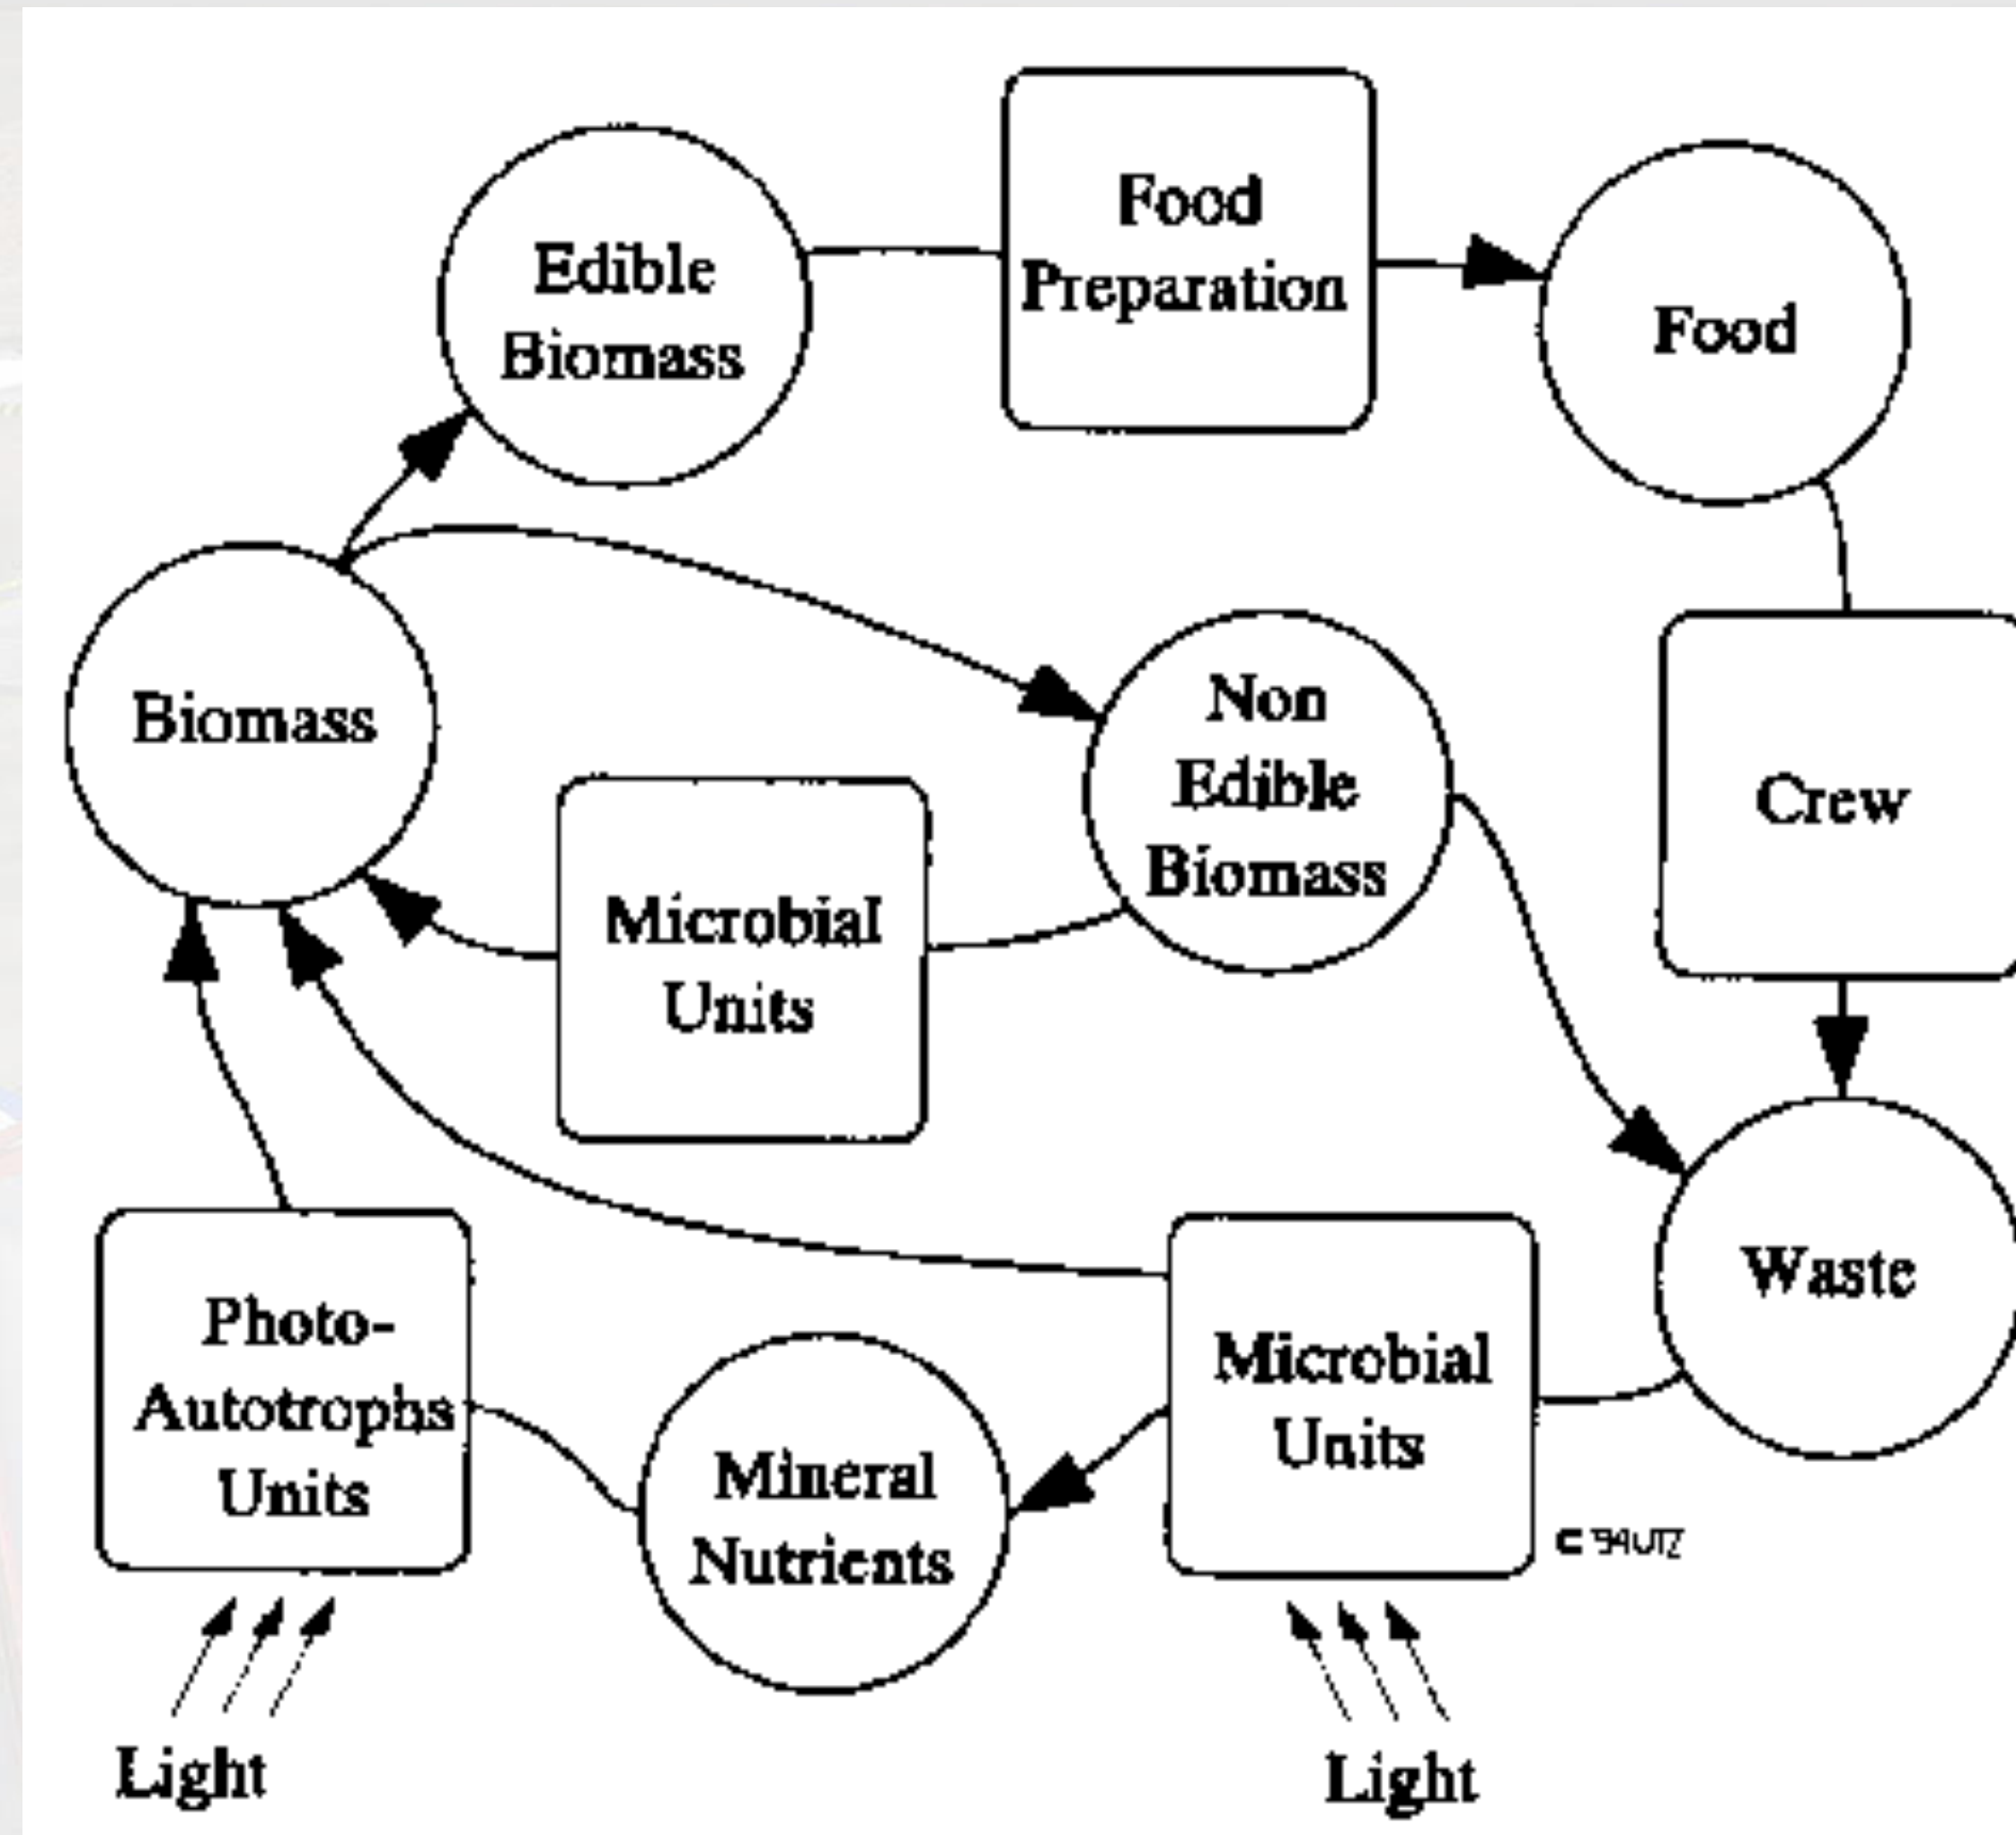 Food
Preparation
Edible
Biomass
Food
Biomass
Non
Edible
Biomass
Crew
Microbial
Units
Waste
Photo-
Autotrophs
Units
Microbial
Units
Mineral
Nutrients
Light
Light